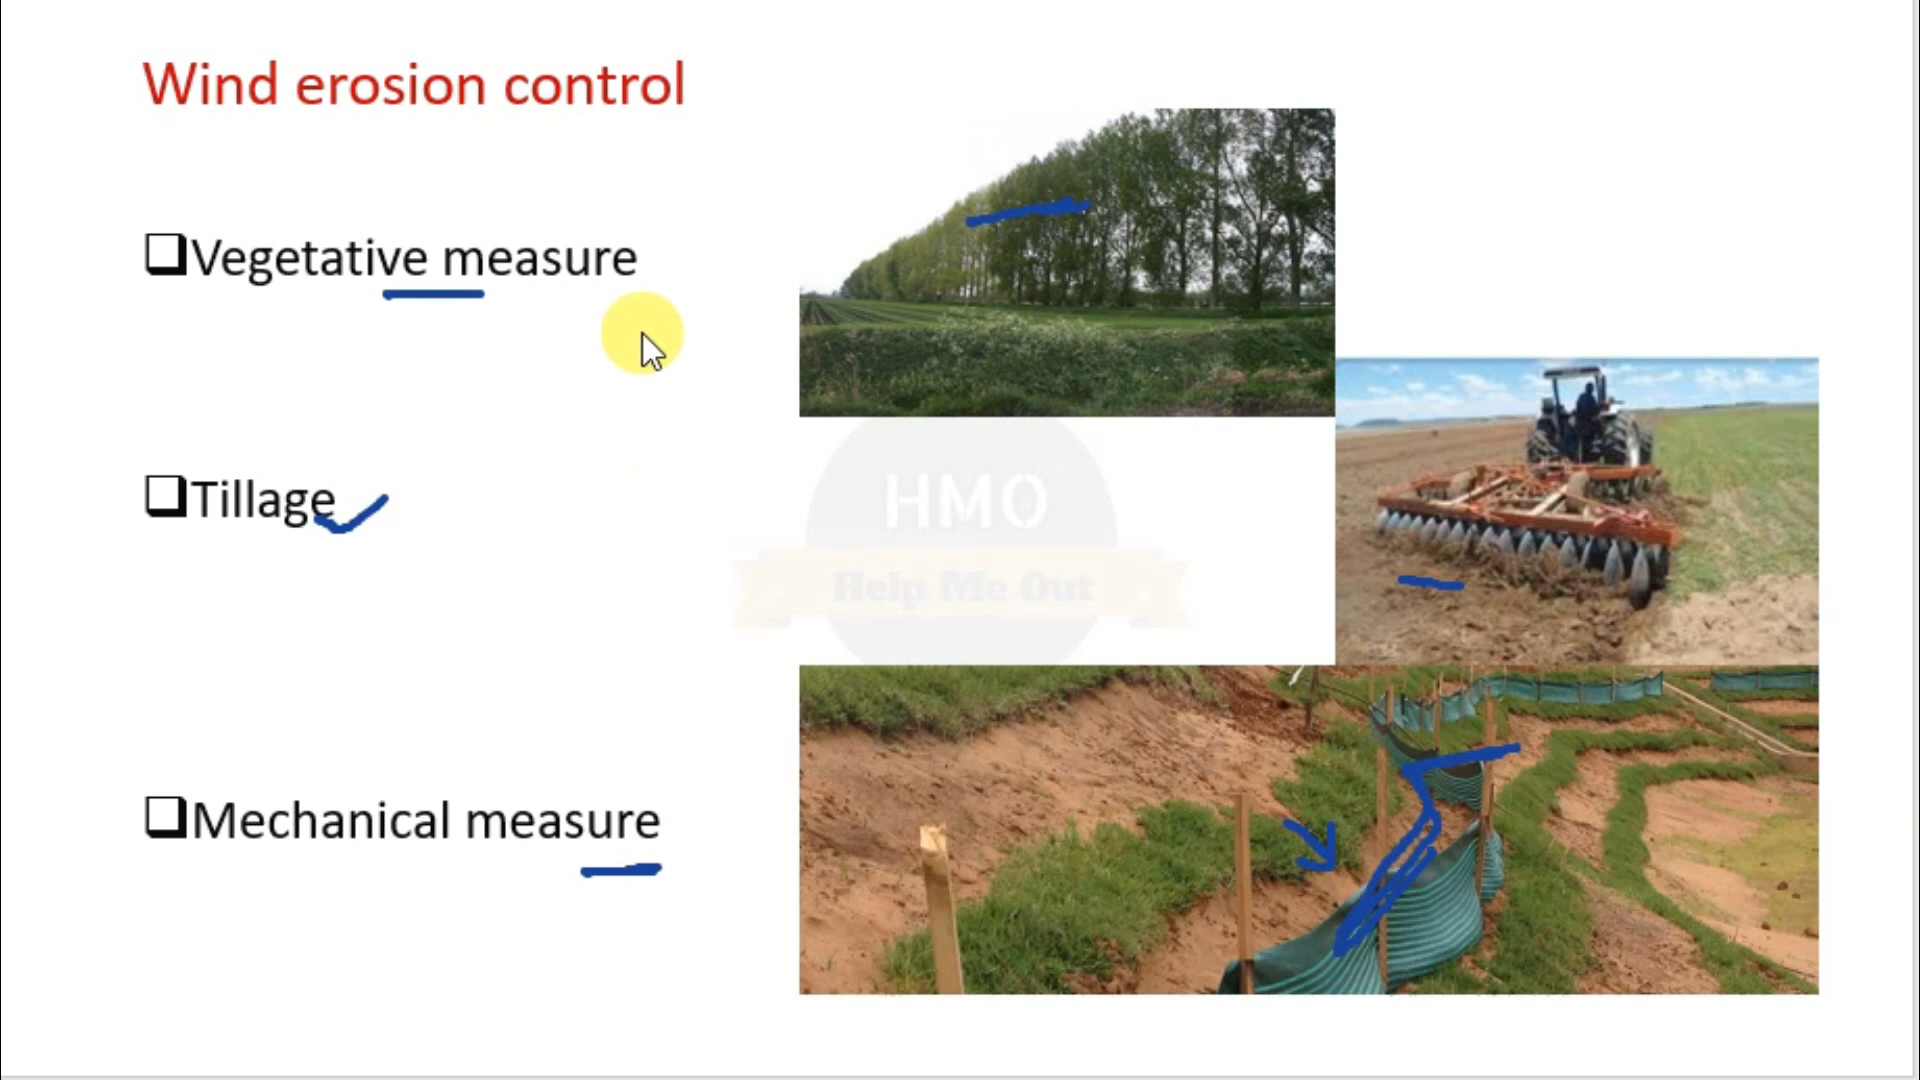 Wind erosion control
Vegetative measure
Tillage
Mechanical measure
HMO
Help Me Out